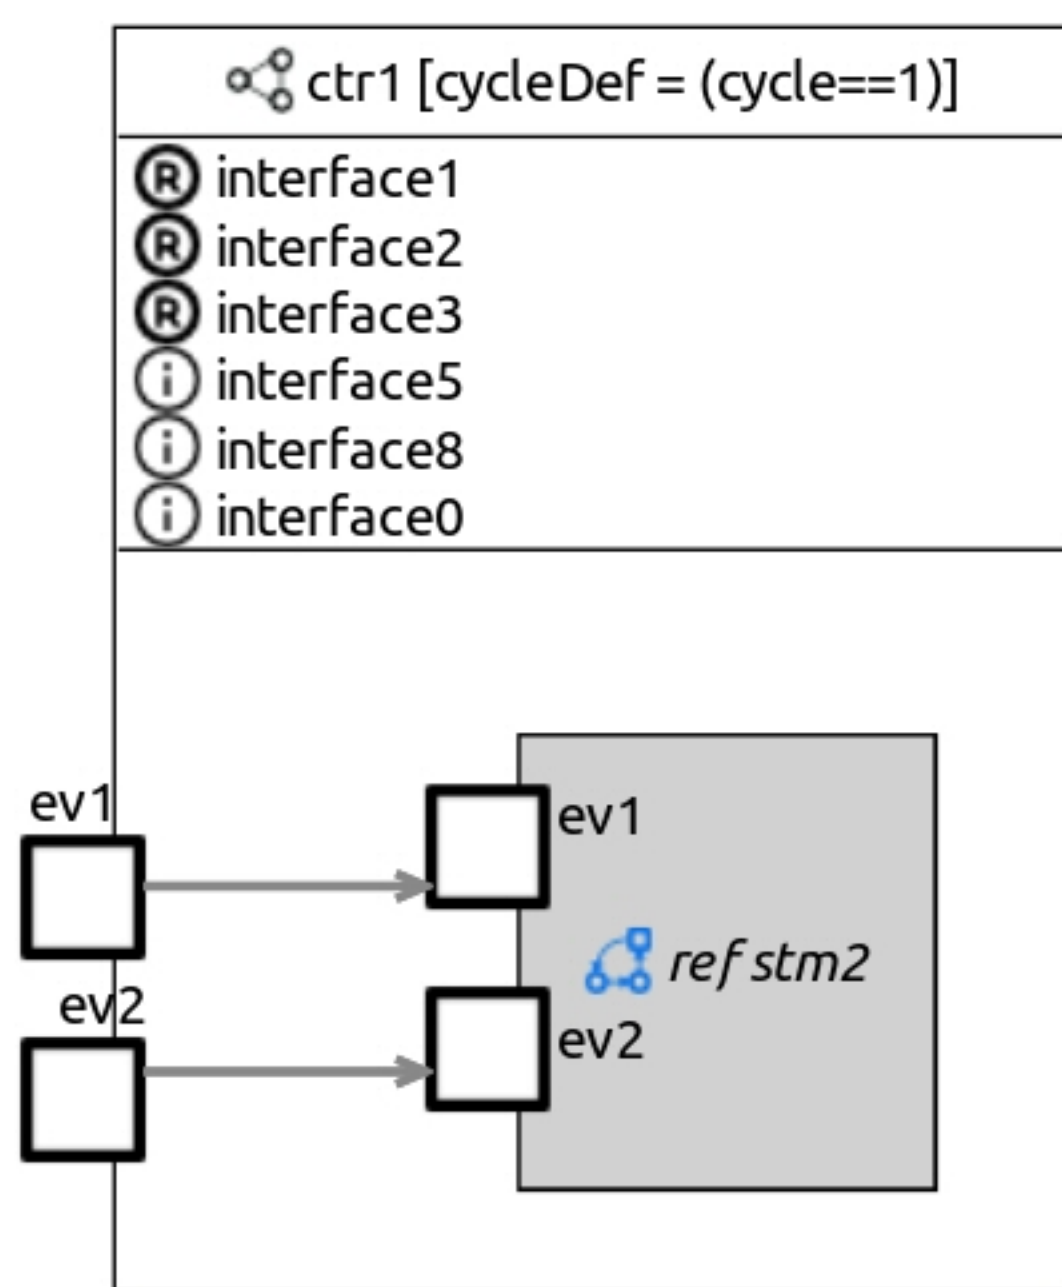 ctr1 [cycleDef = (cycle==1)]
R interface1
R interface2
R interface3
i interface5
i interface8
i interface0
ev1
ev1
ref stm2
ev2
ev2